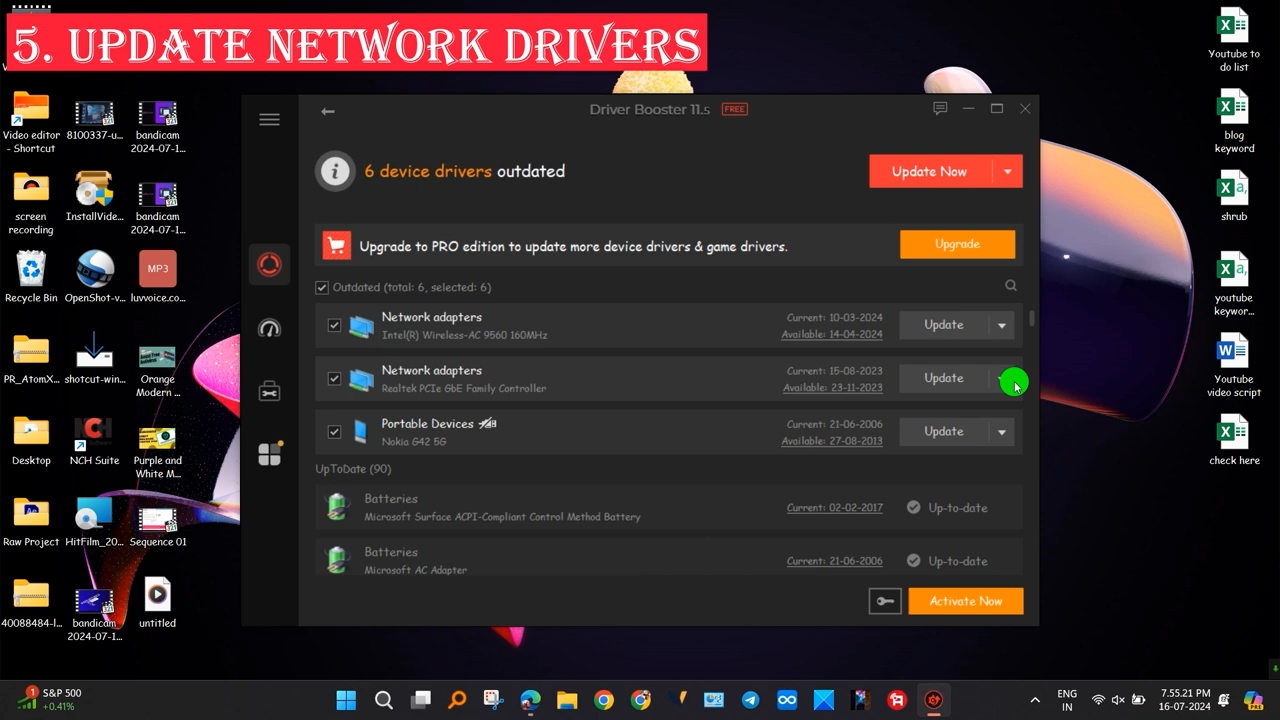 5. UPDATE NETWORK DRIVERS
Video editor
- Shortcut
8100337-u...
bandicam
2024-07-1...
screen
recording
InstallVide...
bandicam
2024-07-1...
Recycle Bin
OpenShot-v...
MP3
luvvoice.co...
PR_AtomX...
shotcut-win...
Orange
Modern ...
Desktop
NCH
NCH Suite
Purple and
White M...
Raw Project
HitFilm_20...
Sequence 01
40088484-l...
bandicam
2024-07-1...
untitled
Driver Booster 11.5 FREE
6 device drivers outdated
Update Now
Upgrade to PRO edition to update more device drivers & game drivers.
Upgrade
Outdated (total: 6, selected: 6)
Network adapters
Intel(R) Wireless-AC 9560 160MHz
Current: 10-03-2024
Available: 14-04-2024
Update
Network adapters
Realtek PCIe GbE Family Controller
Current: 15-08-2023
Available: 23-11-2023
Update
Portable Devices
Nokia G42 5G
Current: 21-06-2006
Available: 27-08-2013
Update
UpToDate (90)
Batteries
Microsoft Surface ACPI-Compliant Control Method Battery
Current: 02-02-2017
Up-to-date
Batteries
Microsoft AC Adapter
Current: 21-06-2006
Up-to-date
Activate Now
Youtube to
do list
blog
keyword
shrub
youtube
keywor...
Youtube
video script
check here
1
S&P 500
+0.41%
ENG
IN
7.55.21 PM
16-07-2024